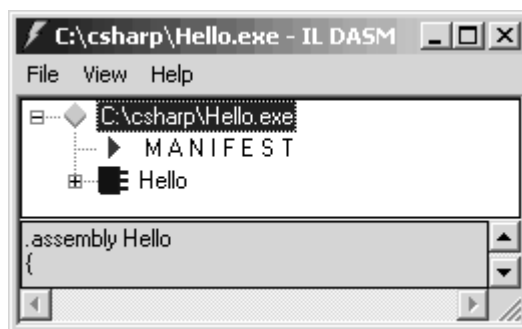 C:\csharp\Hello.exe - IL DASM
File View Help
C:\csharp\Hello.exe
MANIFEST
Hello
.assembly Hello
{